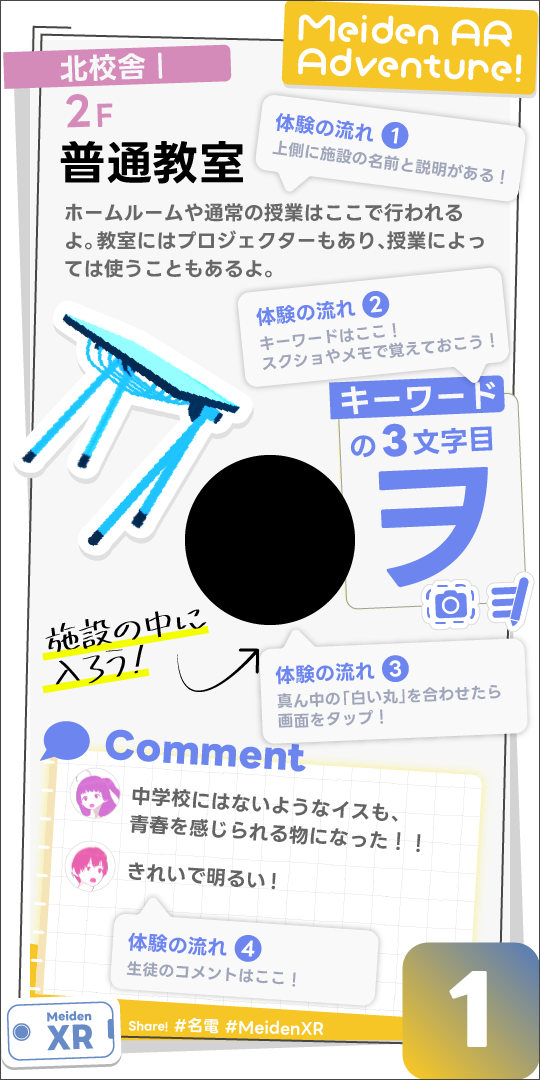 Meiden AR
Adventure!
北校舎Ⅰ
2F
普通教室
体験の流れ 1
上側に施設の名前と説明がある！
ホームルームや通常の授業はここで行われる
よ。教室にはプロジェクターもあり、授業によっ
ては使うこともあるよ。
体験の流れ 2
キーワードはここ！
スクショやメモで覚えておこう！
キーワード
の3文字目
ヲ
施設の中に
入ろう！
体験の流れ 3
真ん中の「白い丸」を合わせたら
画面をタップ！
Comment
中学校にはないようなイスも、
青春を感じられる物になった！！
きれいで明るい！
体験の流れ 4
生徒のコメントはここ！
Meiden
XR
Share! #名電 #MeidenXR
1